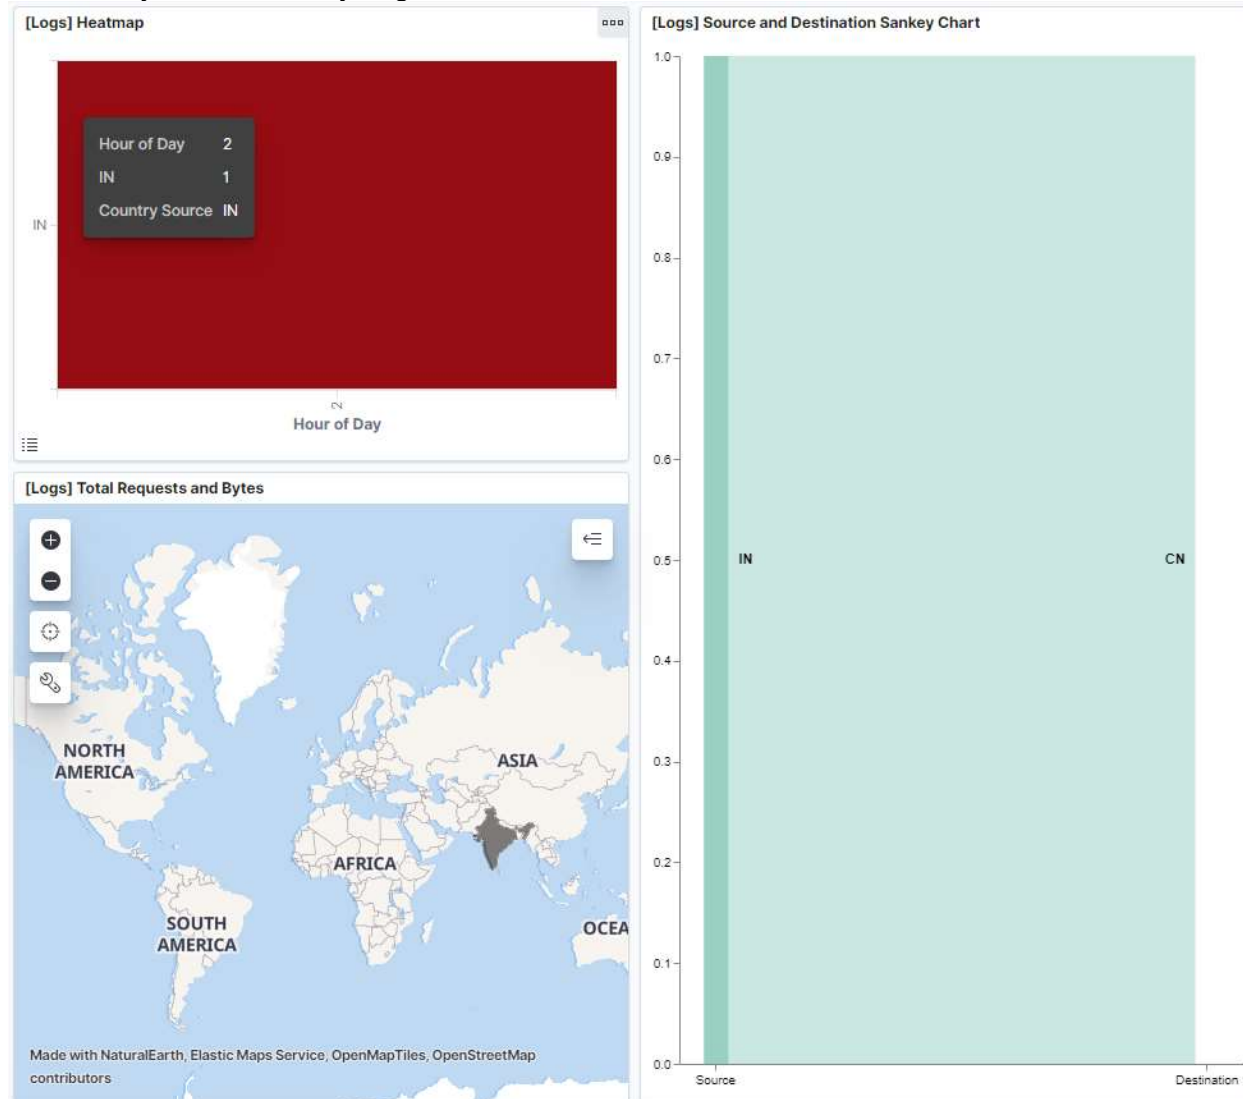 [Logs] Heatmap
Hour of Day 2
IN 1
Country Source IN
IN
2
Hour of Day
[Logs] Total Requests and Bytes
NORTH
AMERICA
ASIA
AFRICA
SOUTH
AMERICA
OCEA
Made with NaturalEarth, Elastic Maps Service, OpenMapTiles, OpenStreetMap
contributors
[Logs] Source and Destination Sankey Chart
1.0
0.9
0.8
0.7
0.6
0.5
IN CN
0.4
0.3
0.2
0.1
0.0
Source Destination